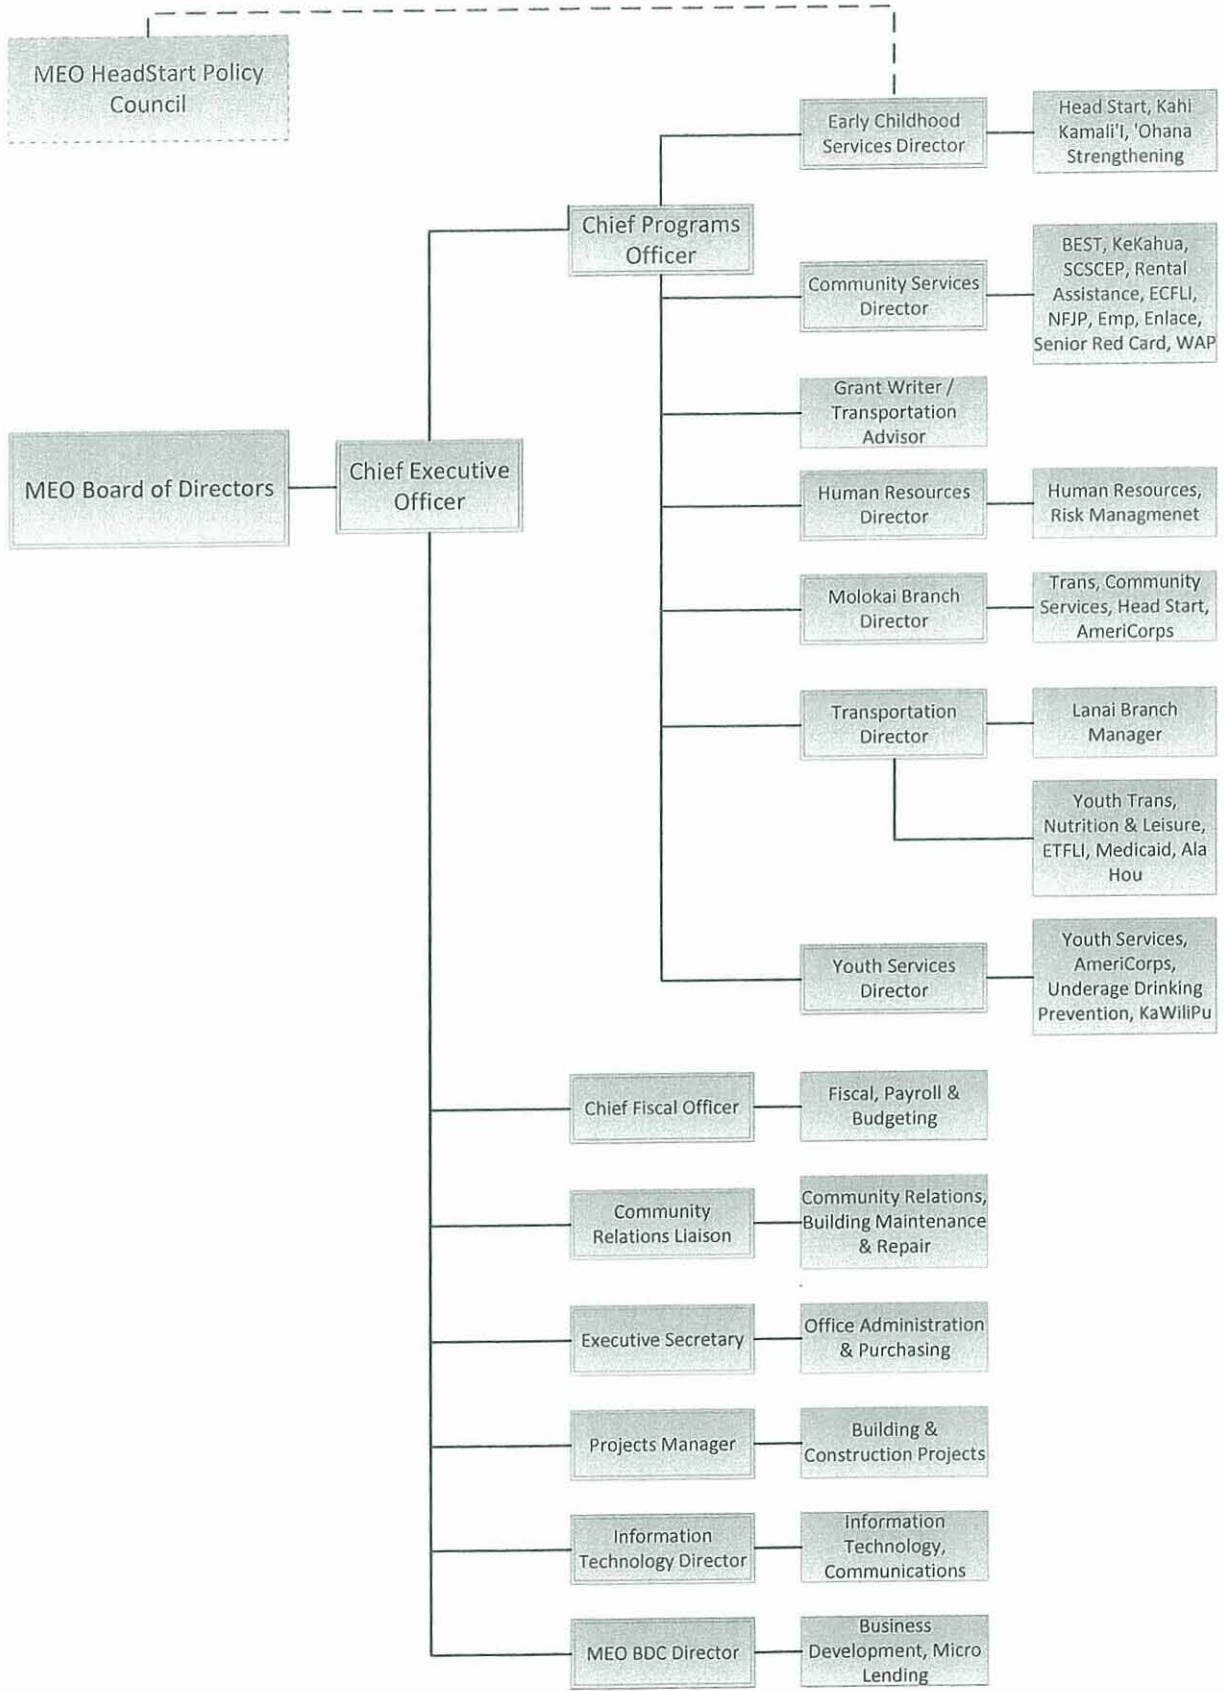 MEO HeadStart Policy
Council
Early Childhood
Services Director
Head Start, Kahi
Kamali'I, 'Ohana
Strengthening
Chief Programs
Officer
Community Services
Director
BEST, KeKahua,
SCSCEP, Rental
Assistance, ECFLI,
NFJP, Emp, Enlace,
Senior Red Card, WAP
Grant Writer /
Transportation
Advisor
MEO Board of Directors
Chief Executive
Officer
Human Resources
Director
Human Resources,
Risk Managmenet
Molokai Branch
Director
Trans, Community
Services, Head Start,
AmeriCorps
Transportation
Director
Lanai Branch
Manager
Youth Trans,
Nutrition & Leisure,
ETFLI, Medicaid, Ala
Hou
Youth Services
Director
Youth Services,
AmeriCorps,
Underage Drinking
Prevention, KaWiliPu
Chief Fiscal Officer
Fiscal, Payroll &
Budgeting
Community
Relations Liaison
Community Relations,
Building Maintenance
& Repair
Executive Secretary
Office Administration
& Purchasing
Projects Manager
Building &
Construction Projects
Information
Technology Director
Information
Technology,
Communications
MEO BDC Director
Business
Development, Micro
Lending